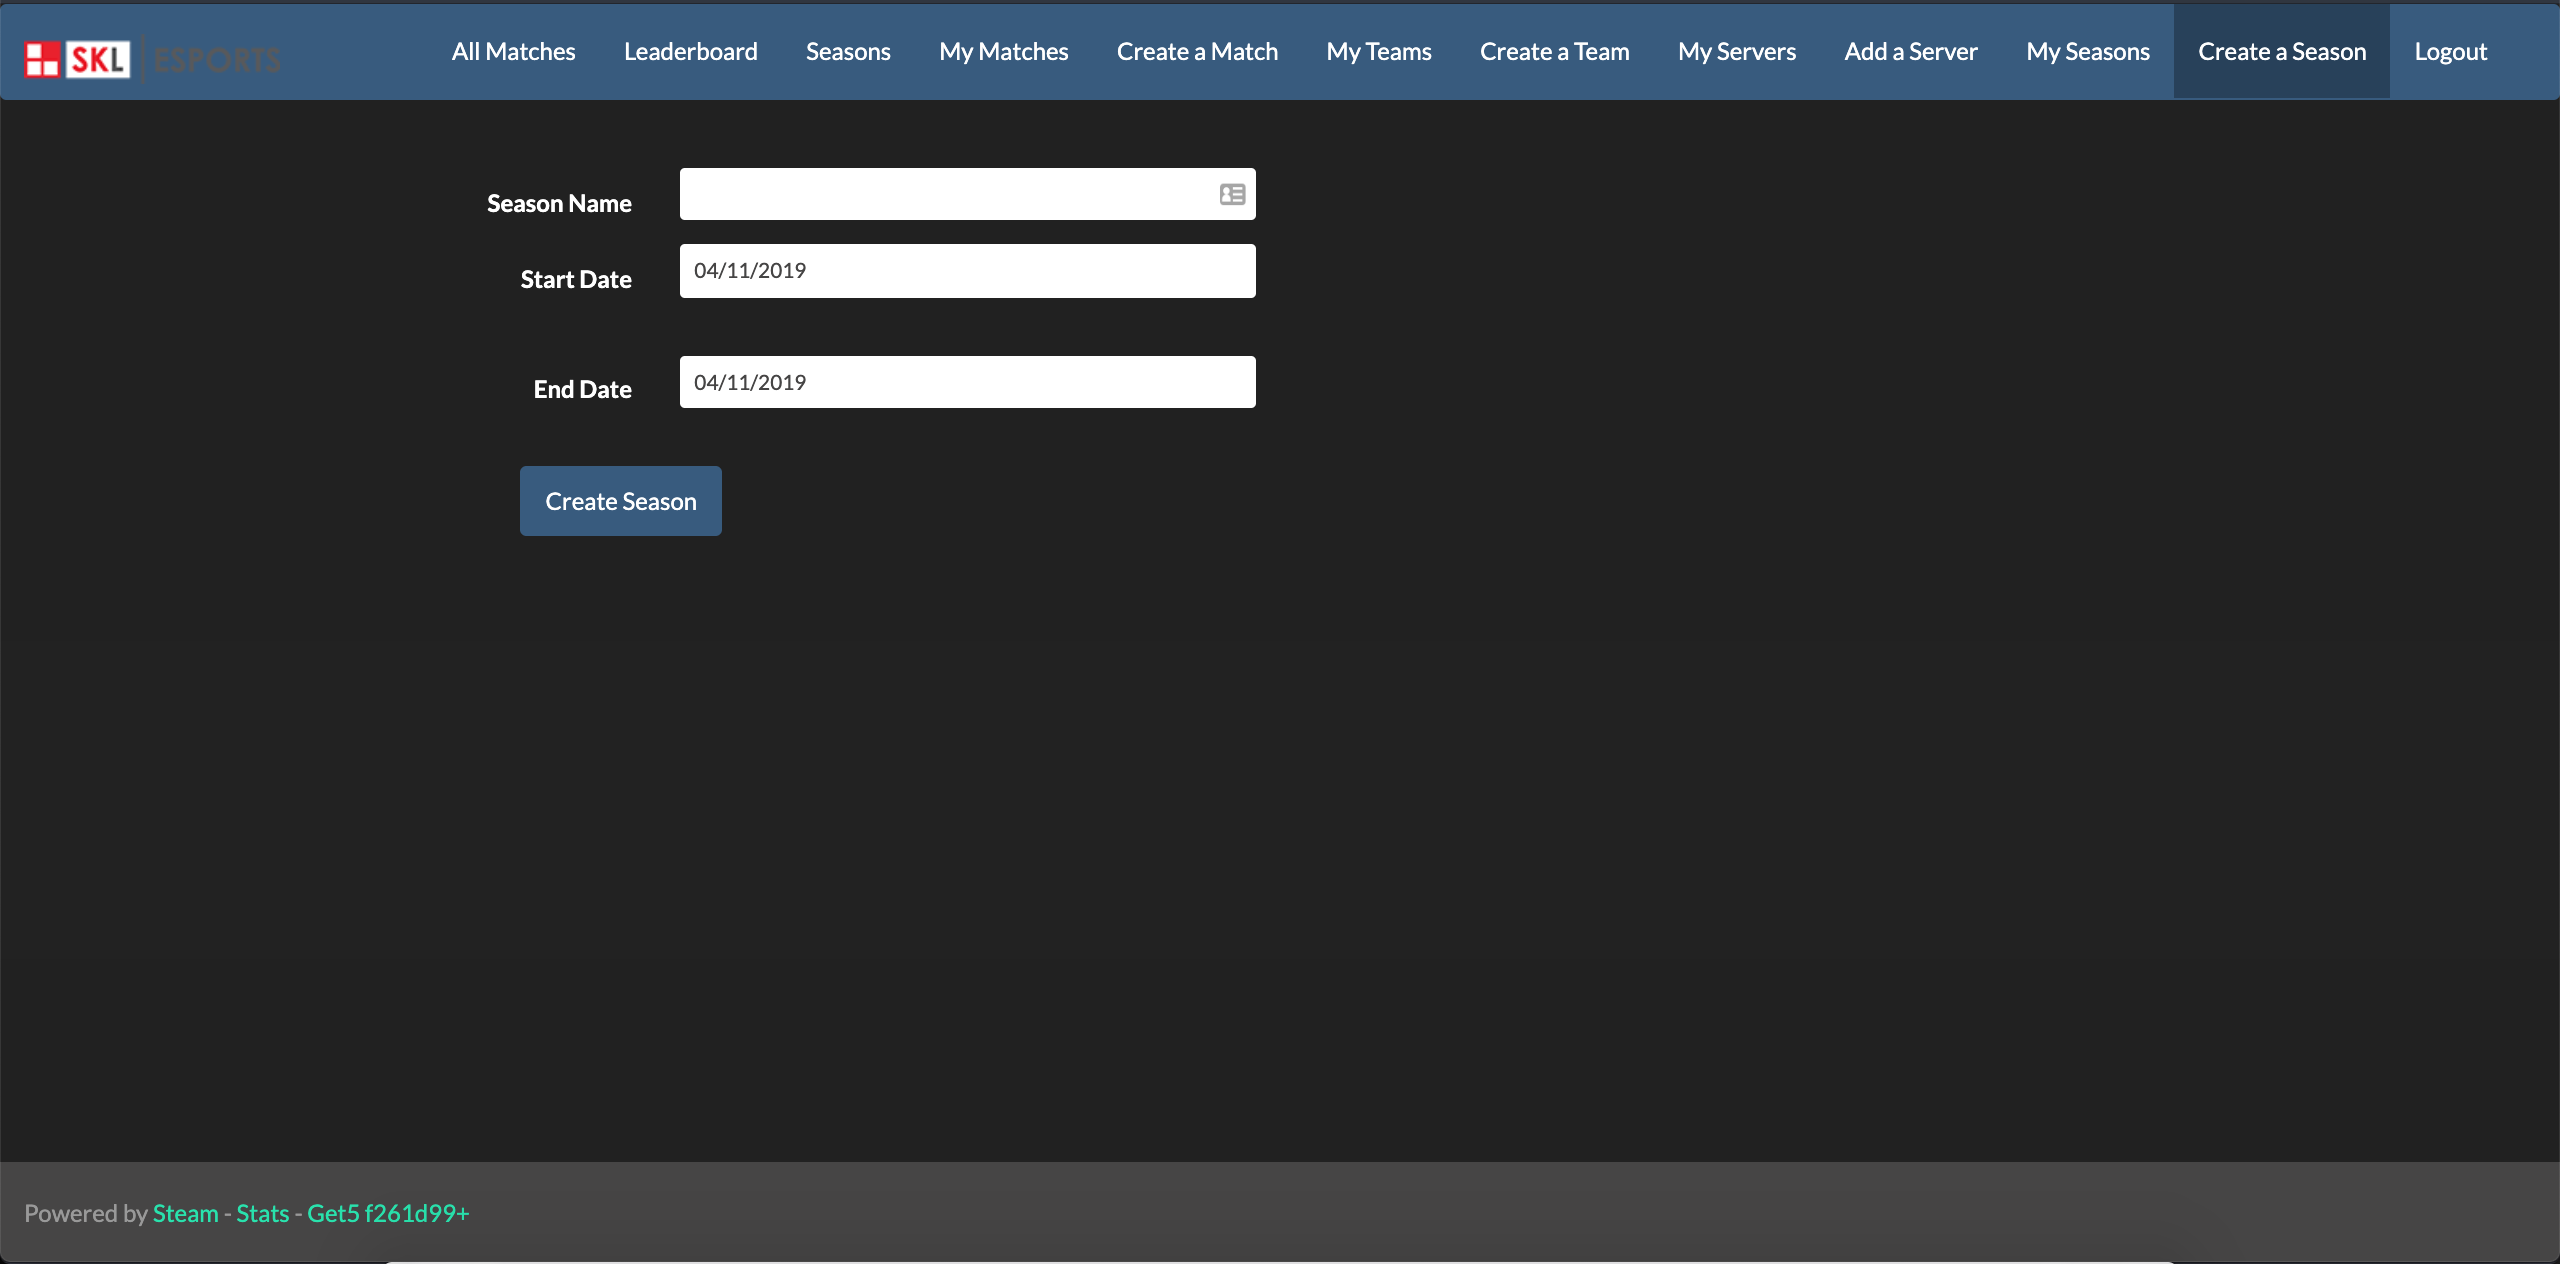 SKL ESPORTS All Matches Leaderboard Seasons My Matches Create a Match My Teams Create a Team My Servers Add a Server My Seasons Create a Season Logout
Season Name
Start Date 04/11/2019
End Date 04/11/2019
Create Season
Powered by Steam - Stats - Get5 f261d99+